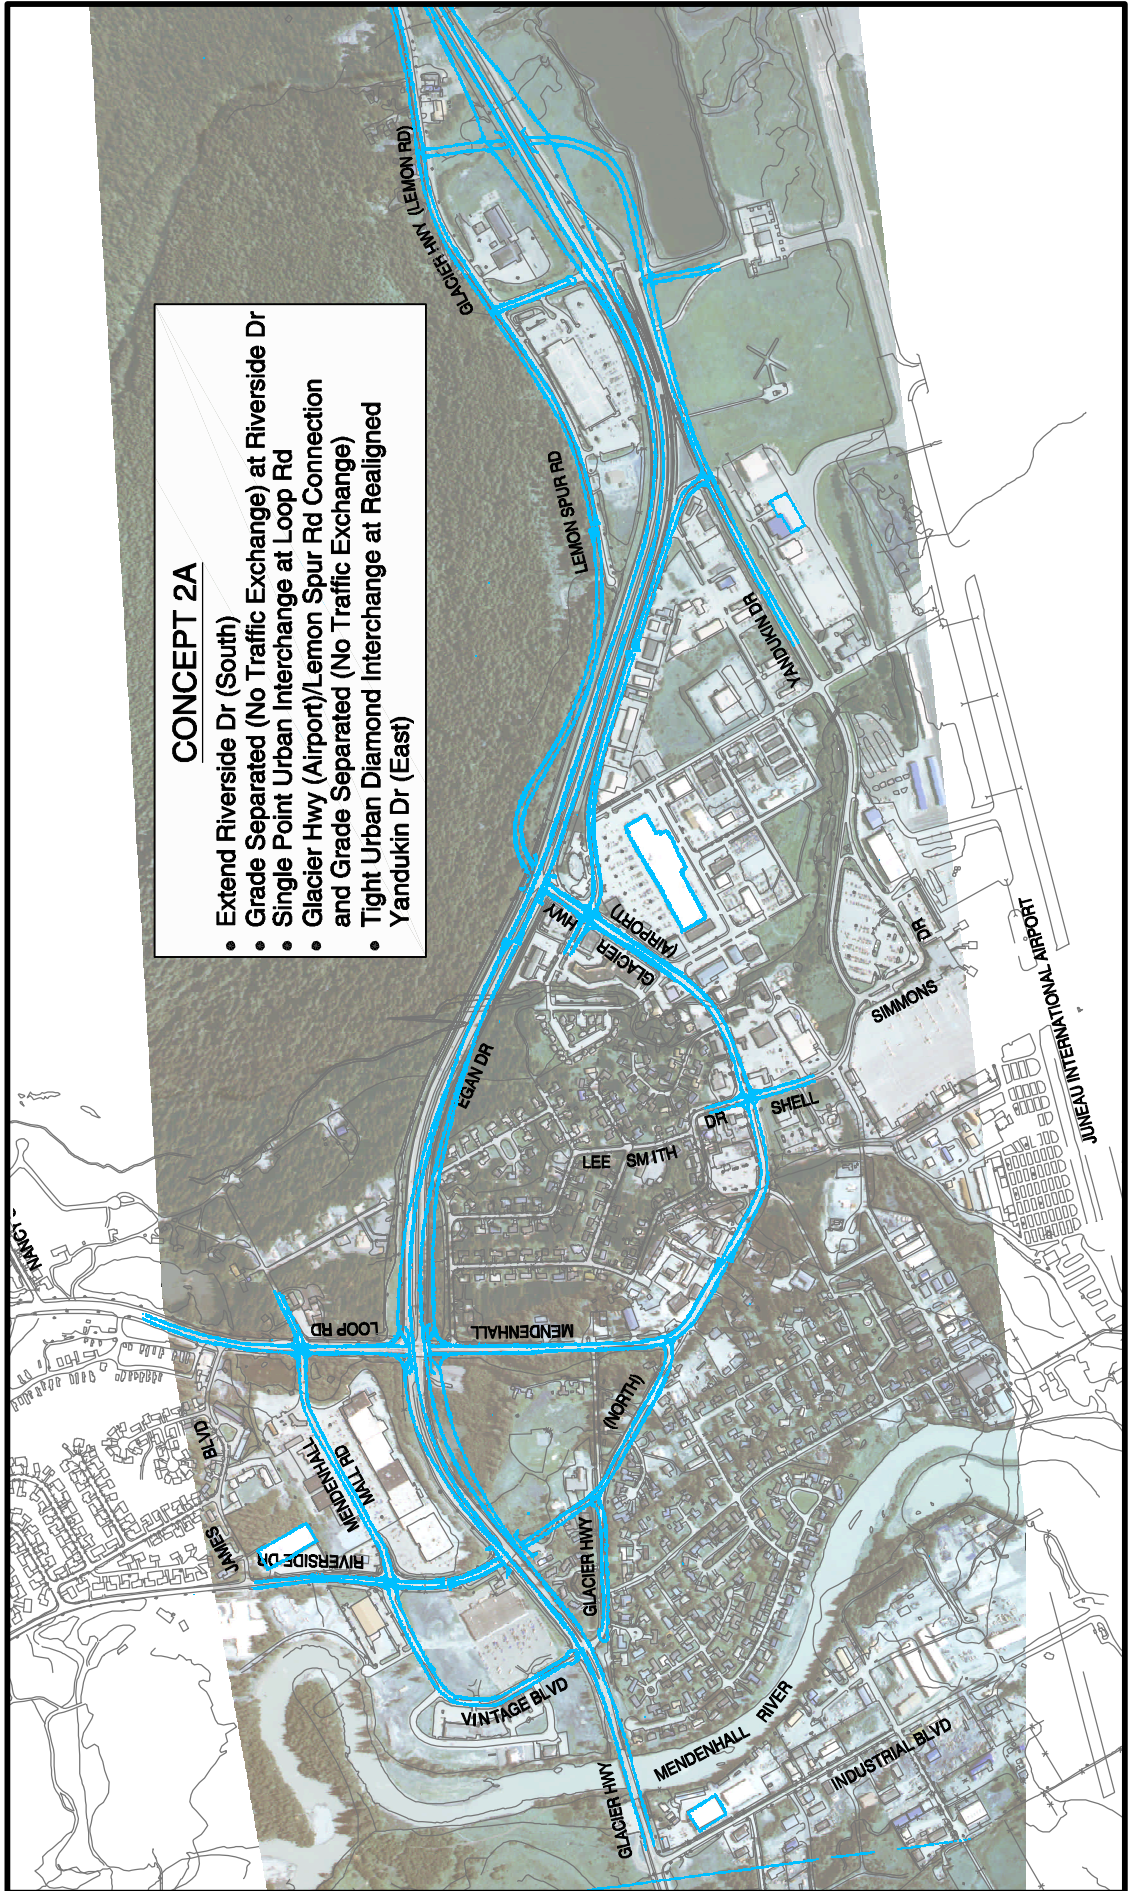 CONCEPT 2A
• Extend Riverside Dr (South)
• Grade Separated (No Traffic Exchange) at Riverside Dr
• Single Point Urban Interchange at Loop Rd
• Glacier Hwy (Airport)/Lemon Spur Rd Connection
and Grade Separated (No Traffic Exchange)
• Tight Urban Diamond Interchange at Realigned
Yandukin Dr (East)
GLACIER HWY (LEMON RD)
LEMON SPUR RD
YANDUKIN DR
GLACIER HWY
(AIRPORT)
EGAN DR
SIMMONS DR
JUNEAU INTERNATIONAL AIRPORT
SHELL
DR
LEE SMITH
NANCY
LOOP RD
MENDENHALL
(NORTH)
JAMES BLVD
MENDENHALL
MALL RD
RIVERSIDE DR
GLACIER HWY
VINTAGE BLVD
MENDENHALL RIVER
INDUSTRIAL BLVD
GLACIER HWY